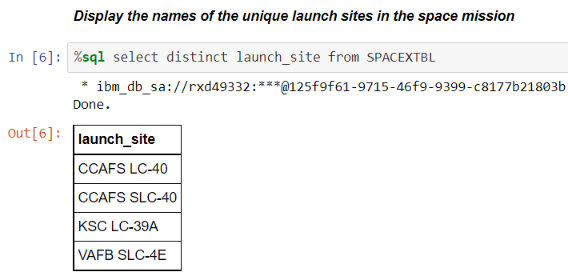 Display the names of the unique launch sites in the space mission
In [6]: %sql select distinct launch_site from SPACEXTBL
* ibm_db_sa://rxd49332:***@125f9f61-9715-46f9-9399-c8177b21803b
Done.
Out[6]: launch_site
CCAFS LC-40
CCAFS SLC-40
KSC LC-39A
VAFB SLC-4E